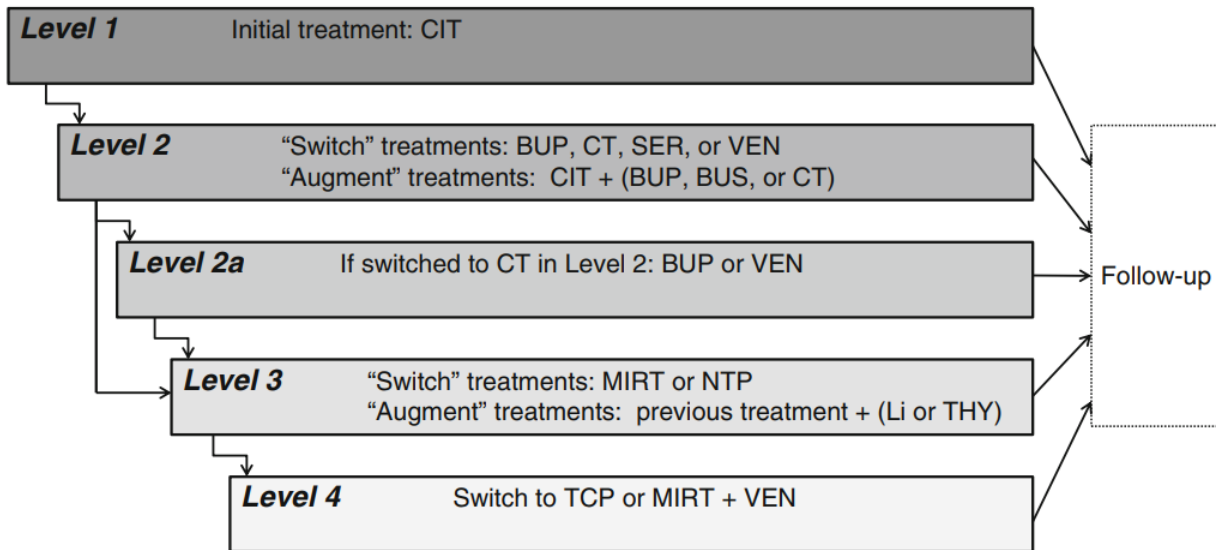 Level 1 Initial treatment: CIT
Level 2 “Switch” treatments: BUP, CT, SER, or VEN
“Augment” treatments: CIT + (BUP, BUS, or CT)
Level 2a If switched to CT in Level 2: BUP or VEN
Follow-up
Level 3 “Switch” treatments: MIRT or NTP
“Augment” treatments: previous treatment + (Li or THY)
Level 4 Switch to TCP or MIRT + VEN